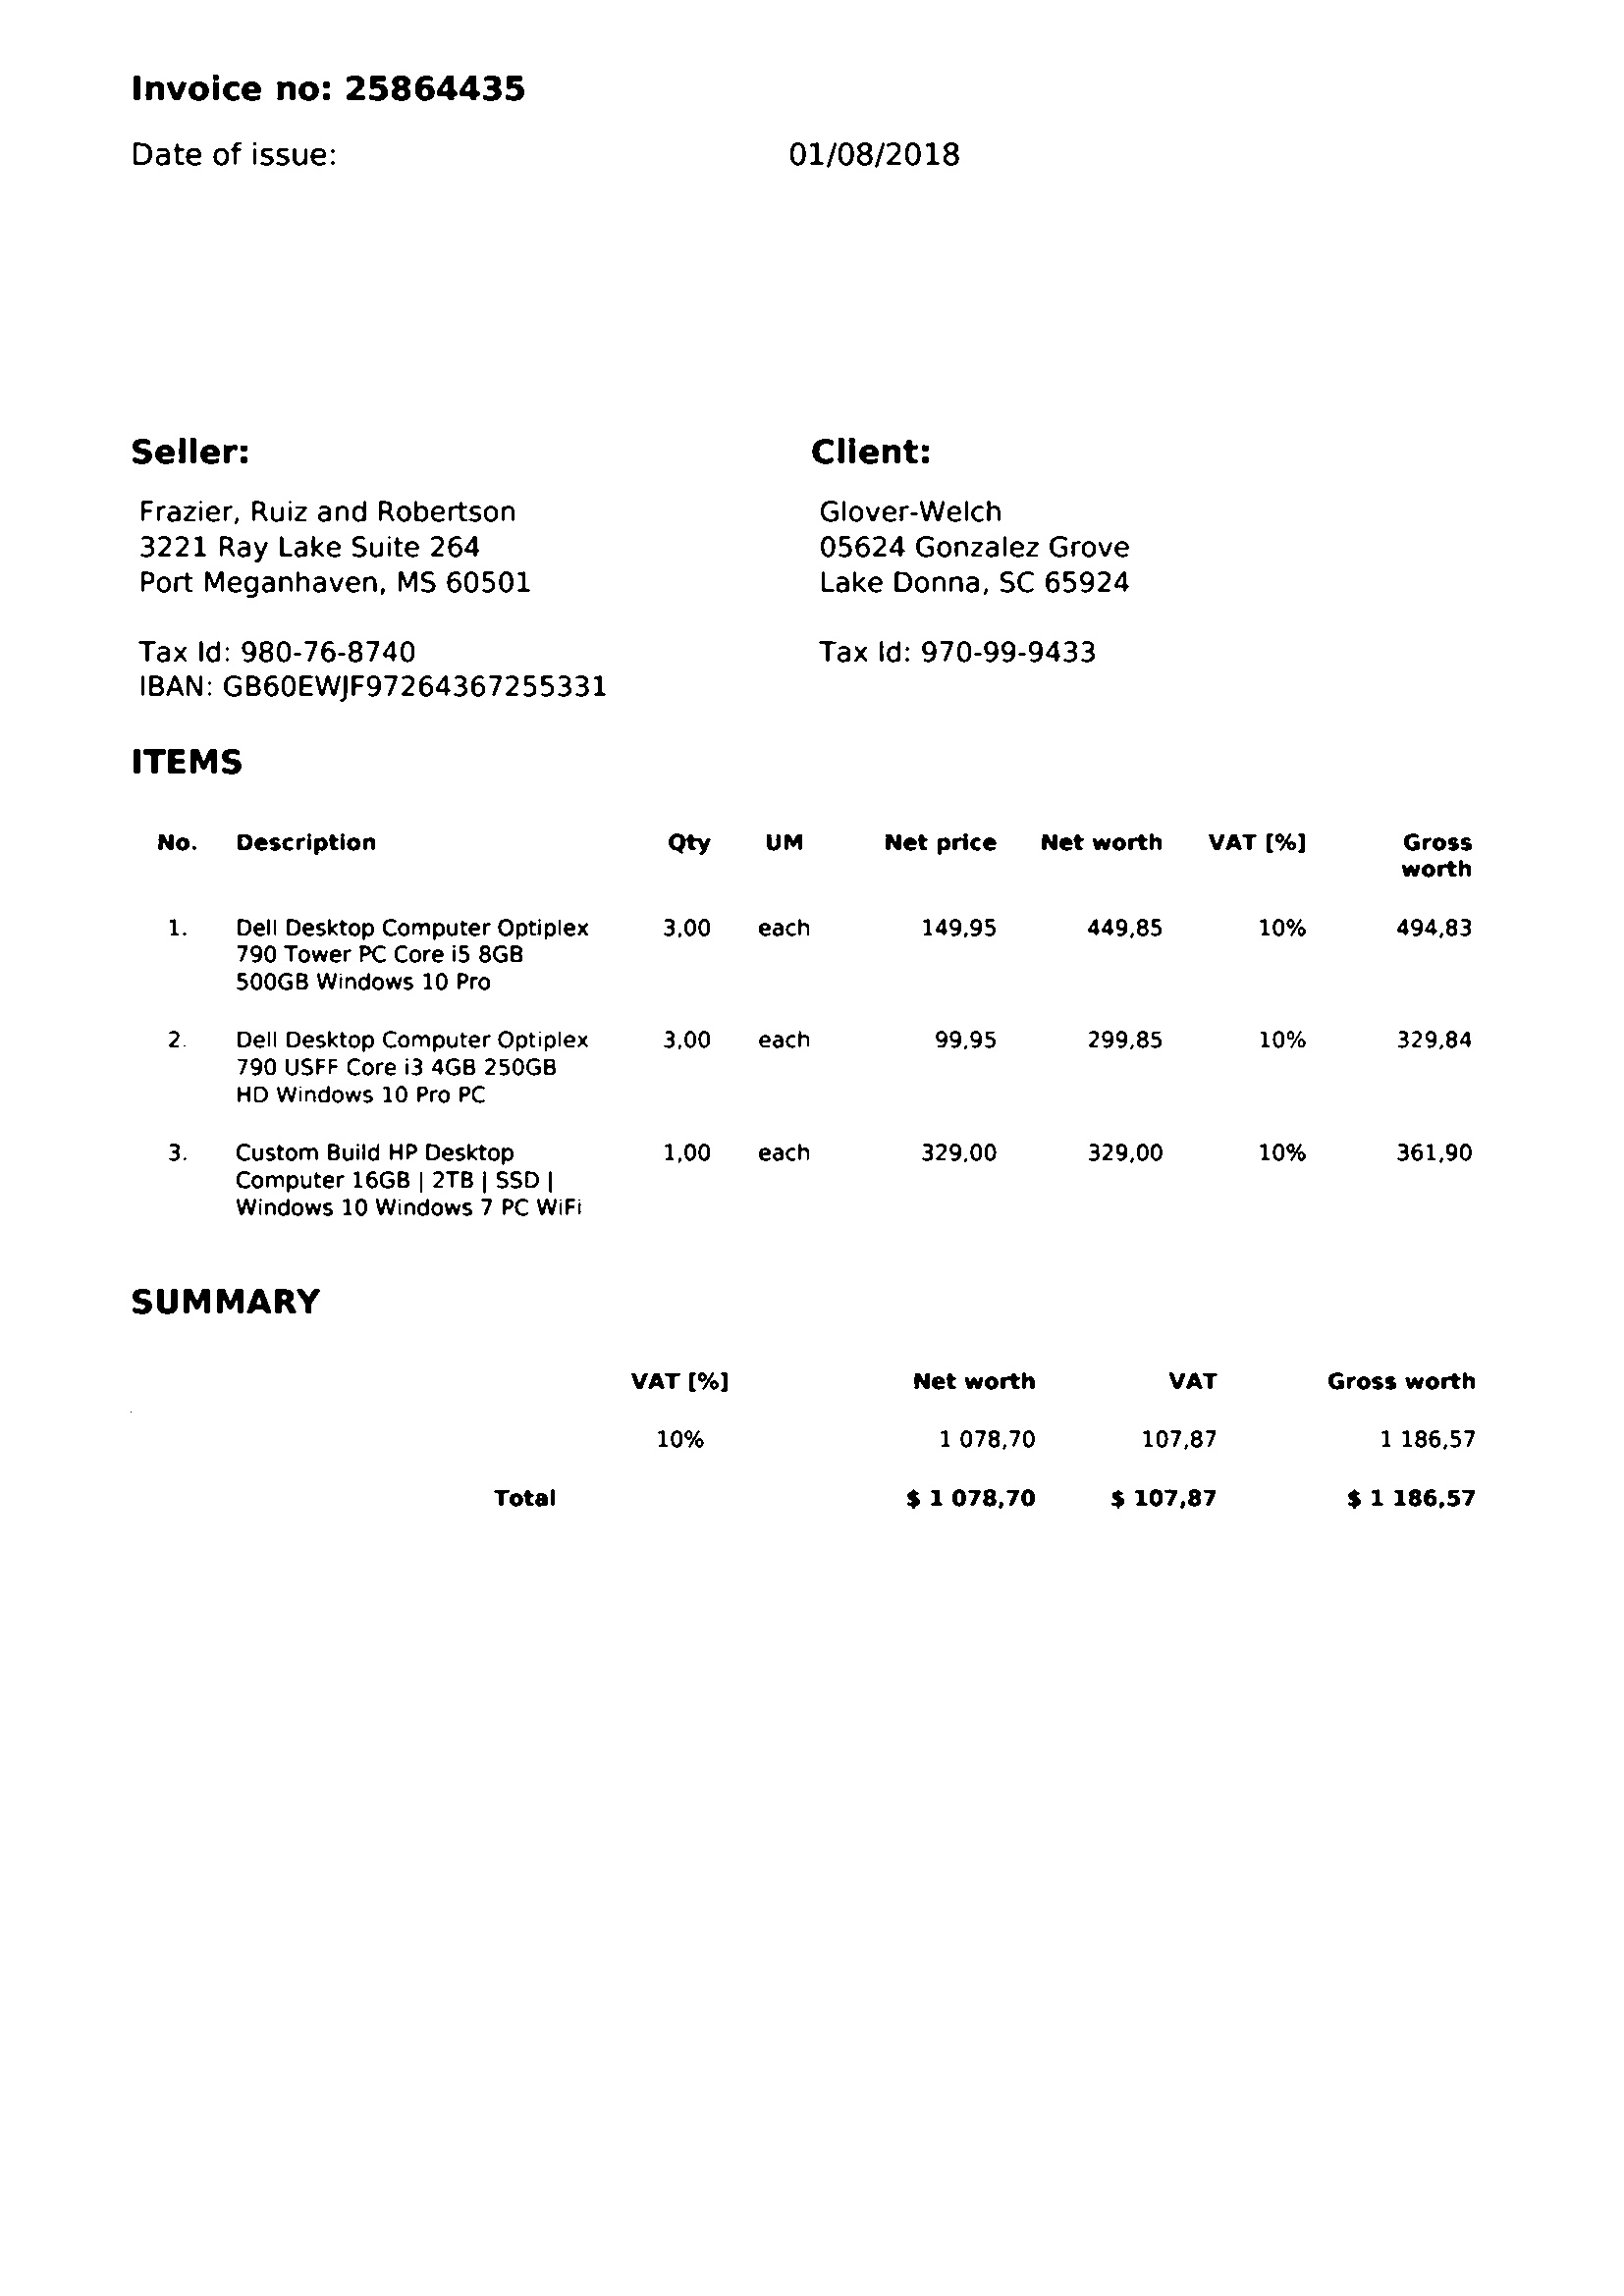 Invoice no: 25864435
Date of issue: 01/08/2018
Seller:
Frazier, Ruiz and Robertson
3221 Ray Lake Suite 264
Port Meganhaven, MS 60501
Tax Id: 980-76-8740
IBAN: GB60EWJF97264367255331
Client:
Glover-Welch
05624 Gonzalez Grove
Lake Donna, SC 65924
Tax Id: 970-99-9433
ITEMS
No. Description Qty UM Net price Net worth VAT [%] Gross
worth
1. Dell Desktop Computer Optiplex 3,00 each 149,95 449,85 10% 494,83
790 Tower PC Core i5 8GB
500GB Windows 10 Pro
2. Dell Desktop Computer Optiplex 3,00 each 99,95 299,85 10% 329,84
790 USFF Core i3 4GB 250GB
HD Windows 10 Pro PC
3. Custom Build HP Desktop 1,00 each 329,00 329,00 10% 361,90
Computer 16GB | 2TB | SSD |
Windows 10 Windows 7 PC WiFi
SUMMARY
VAT [%] Net worth VAT Gross worth
10% 1 078,70 107,87 1 186,57
Total $ 1 078,70 $ 107,87 $ 1 186,57